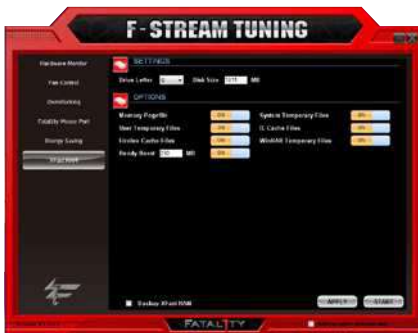 F-STREAM TUNING
Hardware Monitor
Fan Control
Overclocking
Fatal1ty Mouse Port
Energy Saving
XFast RAM
SETTINGS
Drive Letter
Disk Size
MB
OPTIONS
Memory Pagefile
System Temporary Files
User Temporary Files
IE Cache Files
Firefox Cache Files
WinRAR Temporary Files
Ready Boost
MB
Backup XFast RAM
APPLY
START
FATAL1TY